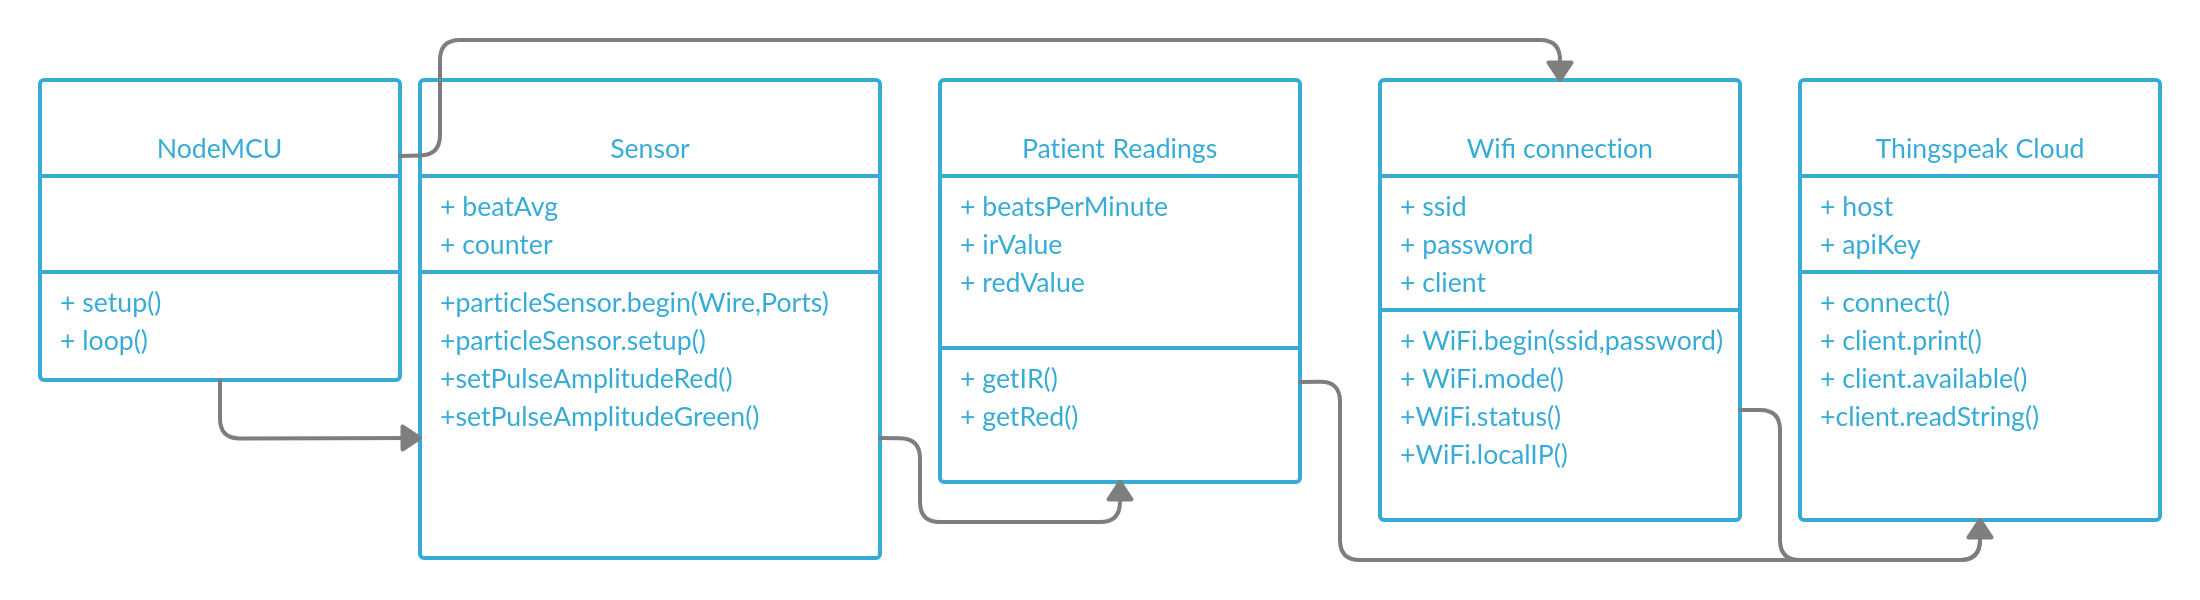 NodeMCU
+ setup()
+ loop()
Sensor
+ beatAvg
+ counter
+particleSensor.begin(Wire,Ports)
+particleSensor.setup()
+setPulseAmplitudeRed()
+setPulseAmplitudeGreen()
Patient Readings
+ beatsPerMinute
+ irValue
+ redValue
+ getIR()
+ getRed()
Wifi connection
+ ssid
+ password
+ client
+ WiFi.begin(ssid,password)
+ WiFi.mode()
+WiFi.status()
+WiFi.localIP()
Thingspeak Cloud
+ host
+ apiKey
+ connect()
+ client.print()
+ client.available()
+client.readString()